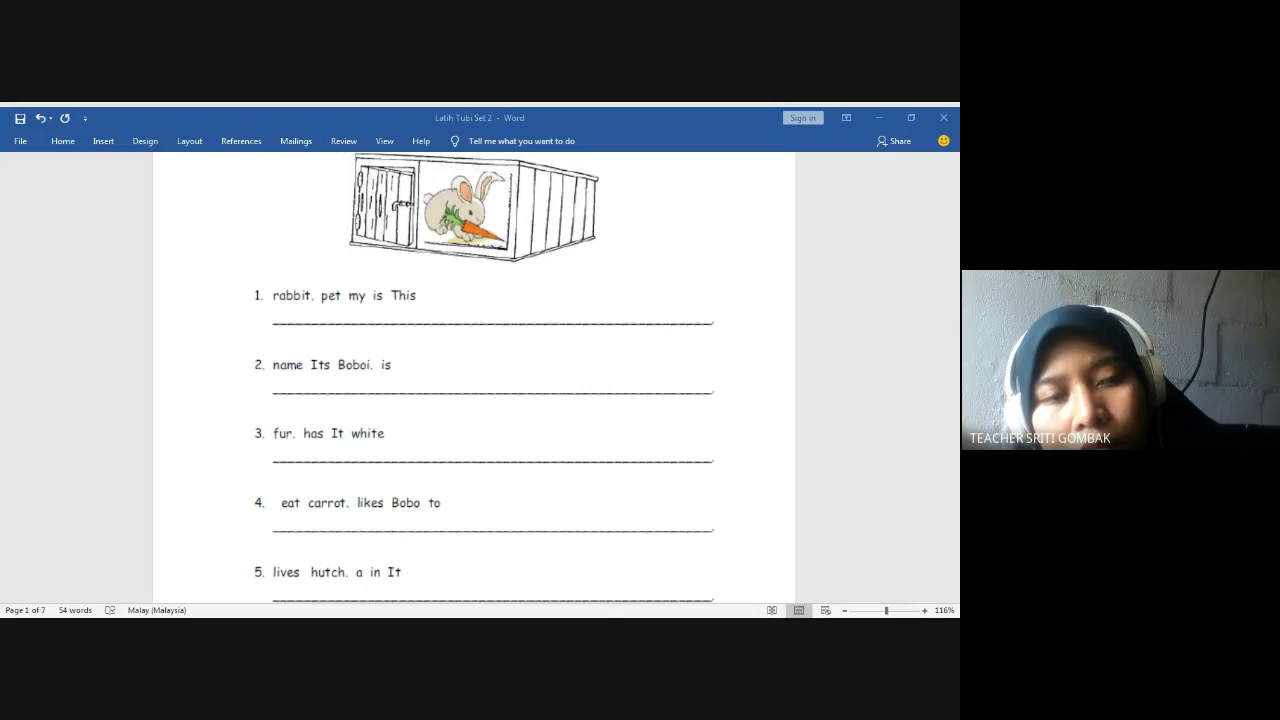 Latih Tubi Set 2 - Word
Sign in
File Home Insert Design Layout References Mailings Review View Help Tell me what you want to do Share
1. rabbit. pet my is This
2. name Its Boboi. is
3. fur. has It white
4. eat carrot. likes Bobo to
5. lives hutch. a in It
Page 1 of 7 54 words Malay (Malaysia) 116%
TEACHER SRITI GOMBAK